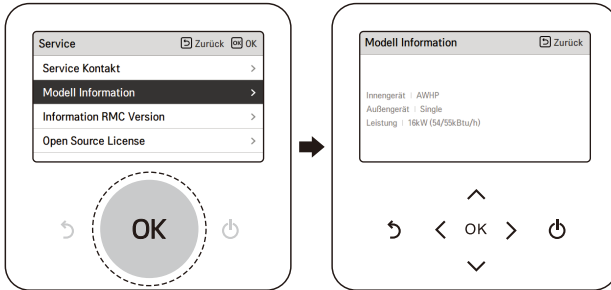 Service Zurück OK OK
Service Kontakt
Modell Information
Information RMC Version
Open Source License
OK
Modell Information Zurück
Innengerät | AWHP
Außengerät | Single
Leistung | 16kW (54/55kBtu/h)
OK